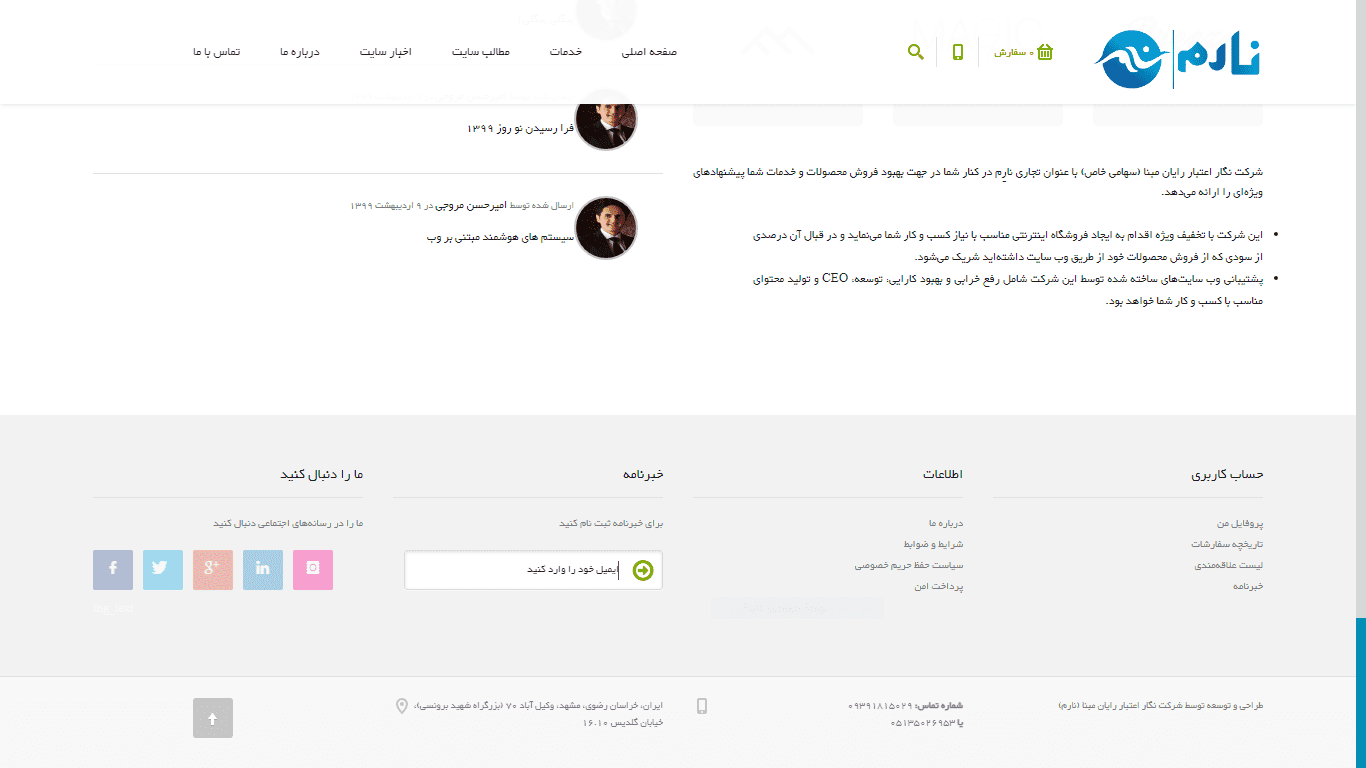 نارم
۰ سفارش
صفحه اصلی
خدمات
مطالب سایت
اخبار سایت
درباره ما
تماس با ما
فرا رسیدن نو روز ۱۳۹۹
ارسال شده توسط امیرحسن مروجی در ۹ اردیبهشت ۱۳۹۹
سیستم های هوشمند مبتنی بر وب
شرکت نگار اعتبار رایان مبنا (سهامی خاص) با عنوان تجاری نارم در کنار شما در جهت بهبود فروش محصولات و خدمات شما پیشنهادهای
ویژه‌ای را ارائه می‌دهد.
این شرکت با تخفیف ویژه اقدام به ایجاد فروشگاه اینترنتی مناسب با نیاز کسب و کار شما می‌نماید و در قبال آن درصدی
از سودی که از فروش محصولات خود از طریق وب سایت داشته‌اید شریک می‌شود.
پشتیبانی وب سایت‌های ساخته شده توسط این شرکت شامل رفع خرابی و بهبود کارایی: توسعه، CEO و تولید محتوای
مناسب با کسب و کار شما خواهد بود.
حساب کاربری
پروفایل من
تاریخچه سفارشات
لیست علاقه‌مندی
خبرنامه
اطلاعات
درباره ما
شرایط و ضوابط
سیاست حفظ حریم خصوصی
پرداخت امن
خبرنامه
برای خبرنامه ثبت نام کنید
ایمیل خود را وارد کنید
ما را دنبال کنید
ما را در رسانه‌های اجتماعی دنبال کنید
طراحی و توسعه توسط شرکت نگار اعتبار رایان مبنا (نارم)
شماره تماس: ۰۹۳۹۱۸۱۵۰۲۹
یا ۰۵۱۳۵۰۲۶۹۵۳
ایران، خراسان رضوی، مشهد، وکیل آباد ۷۰ (بزرگراه شهید برونسی)،
خیابان گلدیس ۱۶.۱۰